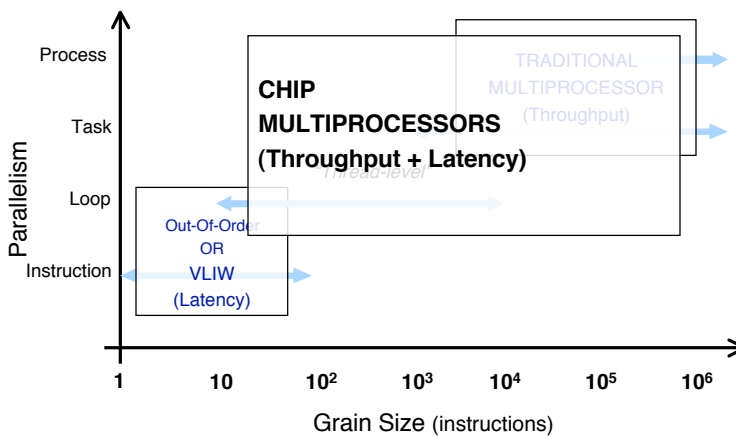 Process
TRADITIONAL
MULTIPROCESSOR
(Throughput)
CHIP
MULTIPROCESSORS
(Throughput + Latency)
"Thread-level"
Task
Loop
Out-Of-Order
OR
VLIW
(Latency)
Instruction
Parallelism
1 10 10² 10³ 10⁴ 10⁵ 10⁶
Grain Size (instructions)